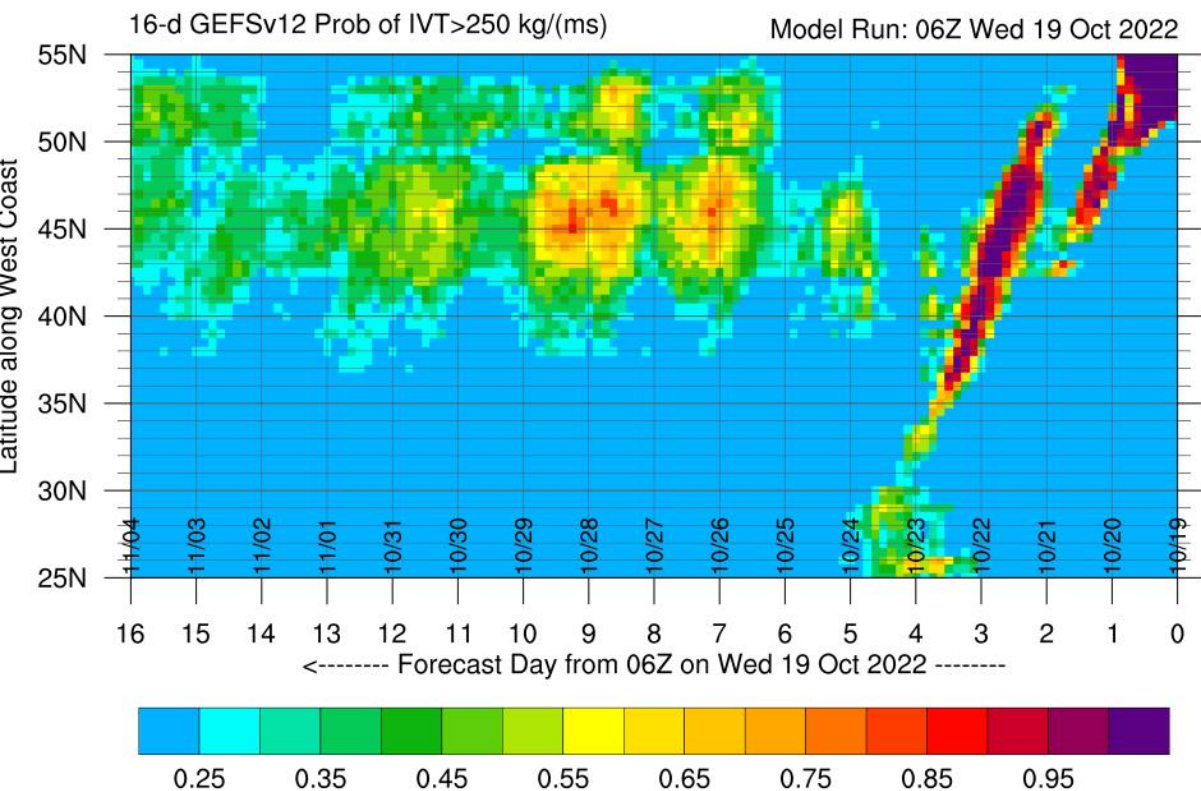 16-d GEFSv12 Prob of IVT>250 kg/(ms)
Model Run: 06Z Wed 19 Oct 2022
Latitude along West Coast
55N
50N
45N
40N
35N
30N
25N
11/04 11/03 11/02 11/01 10/31 10/30 10/29 10/28 10/27 10/26 10/25 10/24 10/23 10/22 10/21 10/20 10/19
16 15 14 13 12 11 10 9 8 7 6 5 4 3 2 1 0
<-------- Forecast Day from 06Z on Wed 19 Oct 2022 --------
0.25 0.35 0.45 0.55 0.65 0.75 0.85 0.95